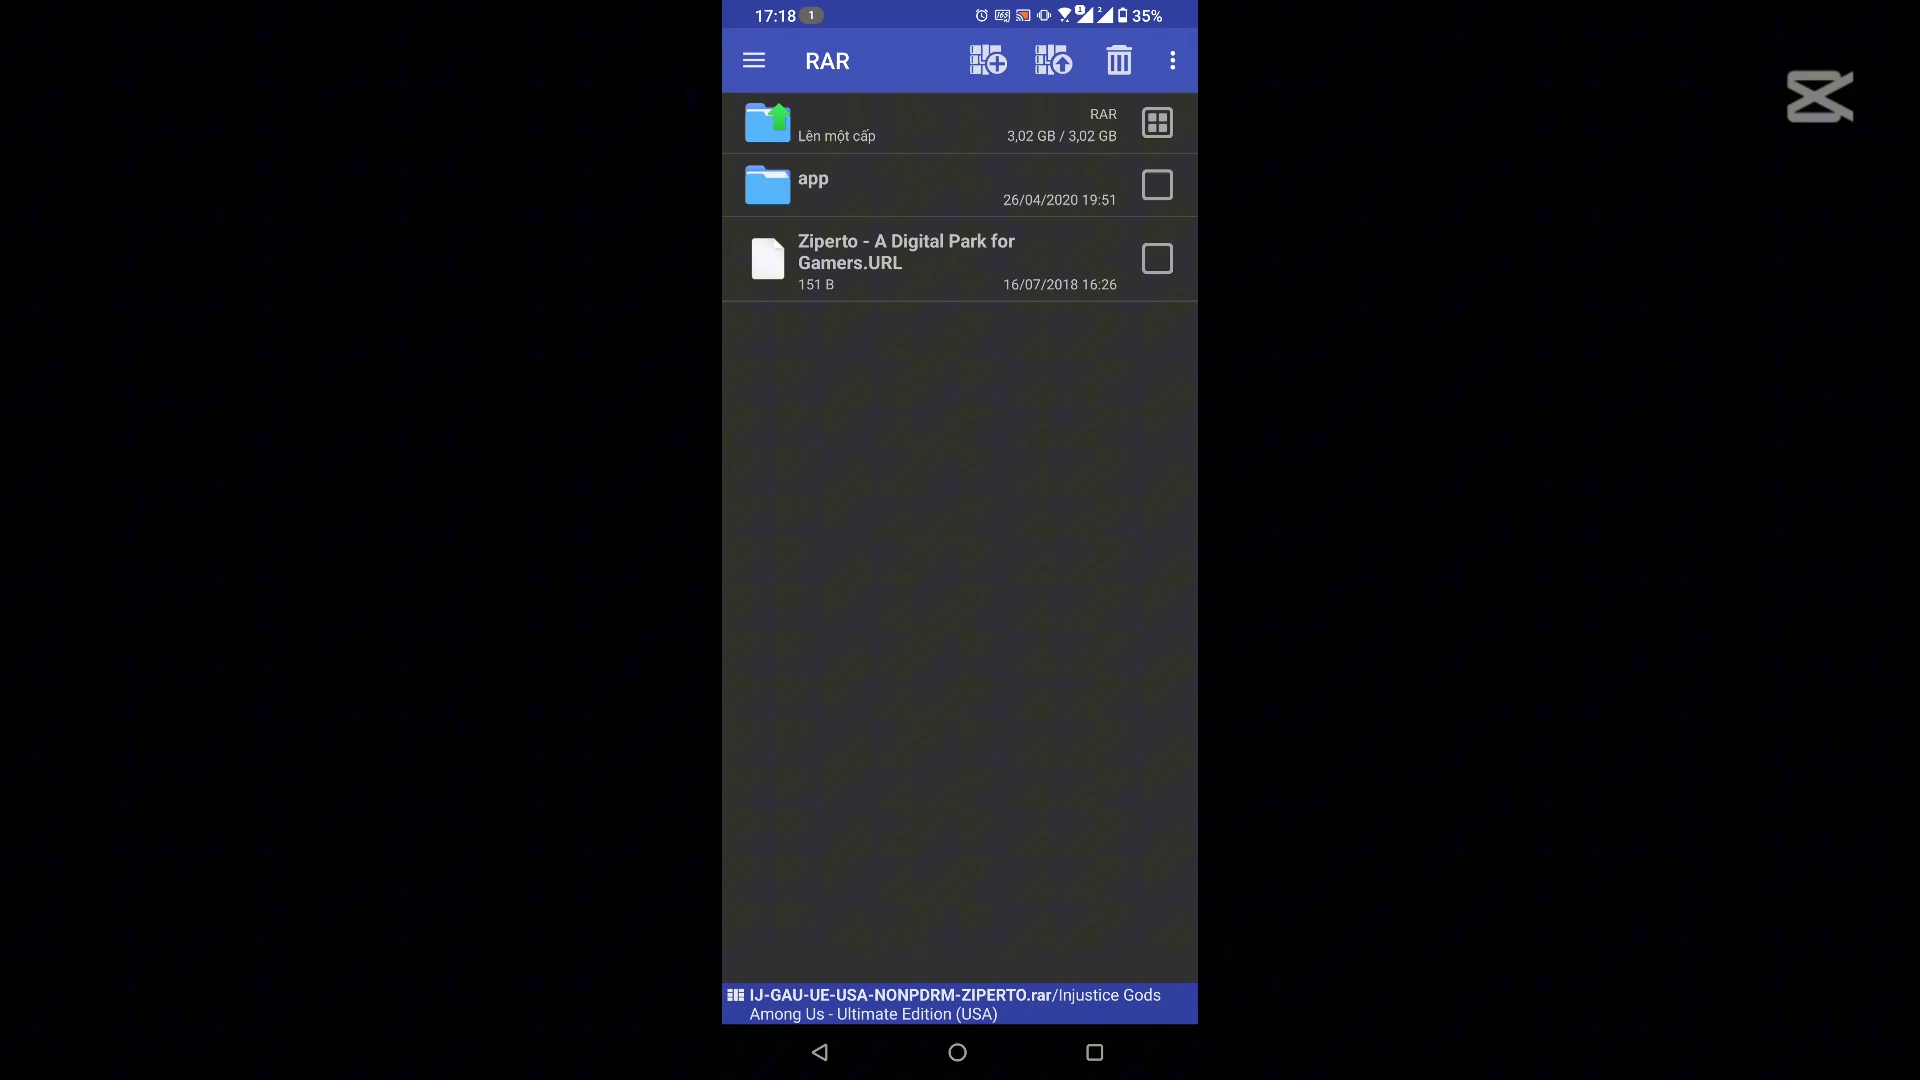 17:18 1 1 2 35%
RAR
RAR
Lên một cấp 3,02 GB / 3,02 GB
app
26/04/2020 19:51
Ziperto - A Digital Park for
Gamers.URL
151 B 16/07/2018 16:26
IJ-GAU-UE-USA-NONPDRM-ZIPERTO.rar/Injustice Gods
Among Us - Ultimate Edition (USA)